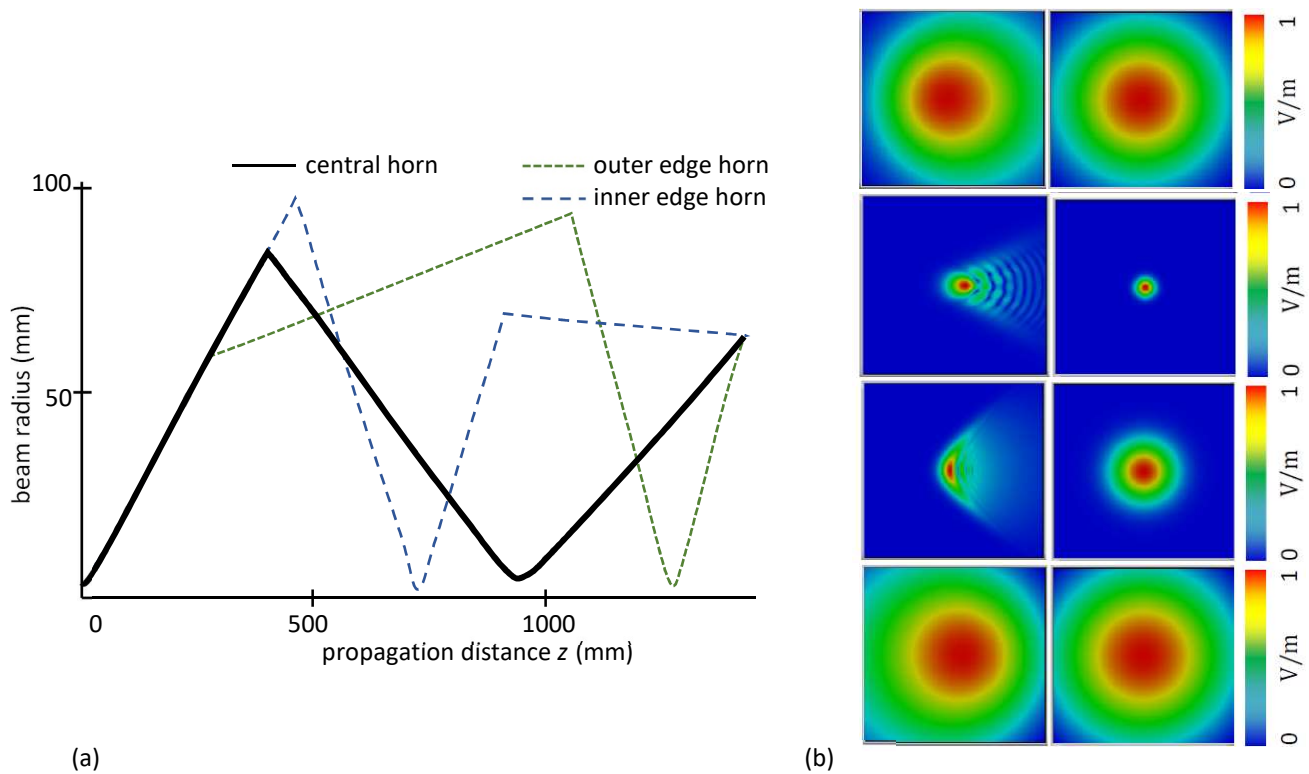 central horn
outer edge horn
inner edge horn
100
50
beam radius (mm)
0
500
1000
propagation distance z (mm)
(a)
1
V/m
0
1
V/m
0
1
V/m
0
1
V/m
0
(b)